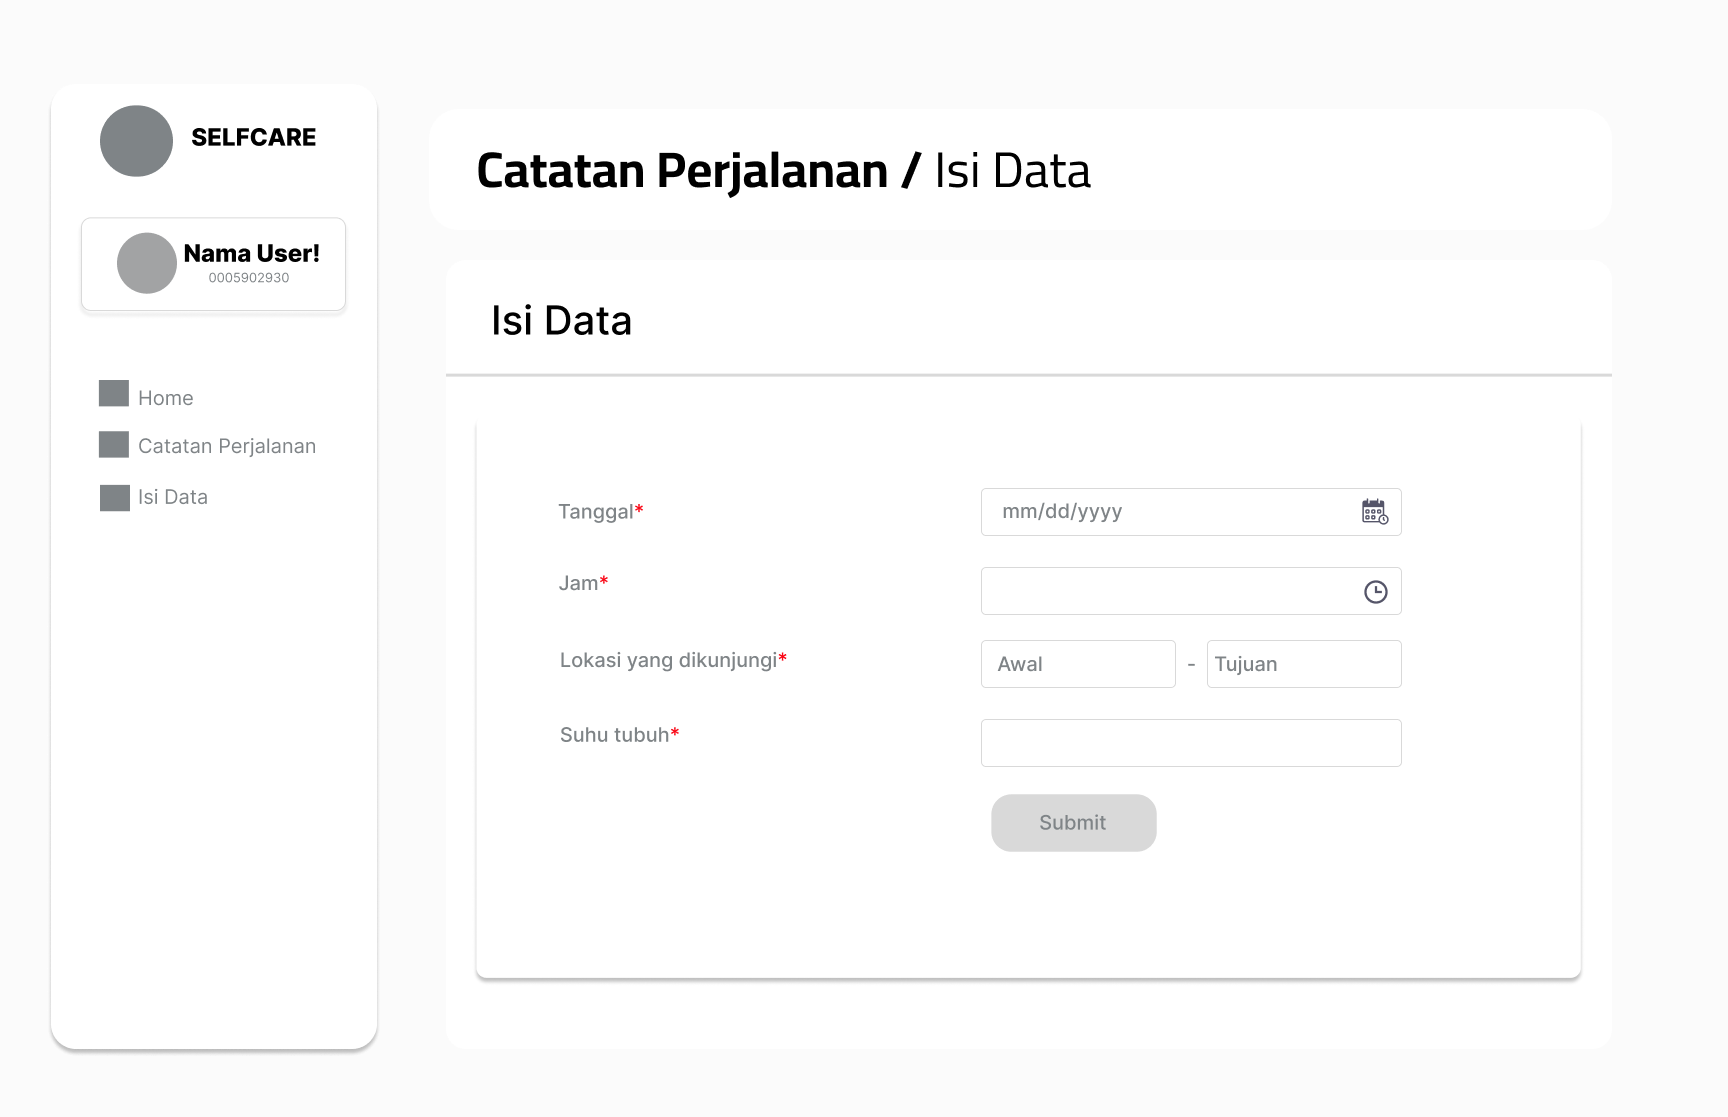 SELFCARE
Nama User!
0005902930
Home
Catatan Perjalanan
Isi Data
Catatan Perjalanan / Isi Data
Isi Data
Tanggal*
mm/dd/yyyy
Jam*
Lokasi yang dikunjungi*
Awal - Tujuan
Suhu tubuh*
Submit